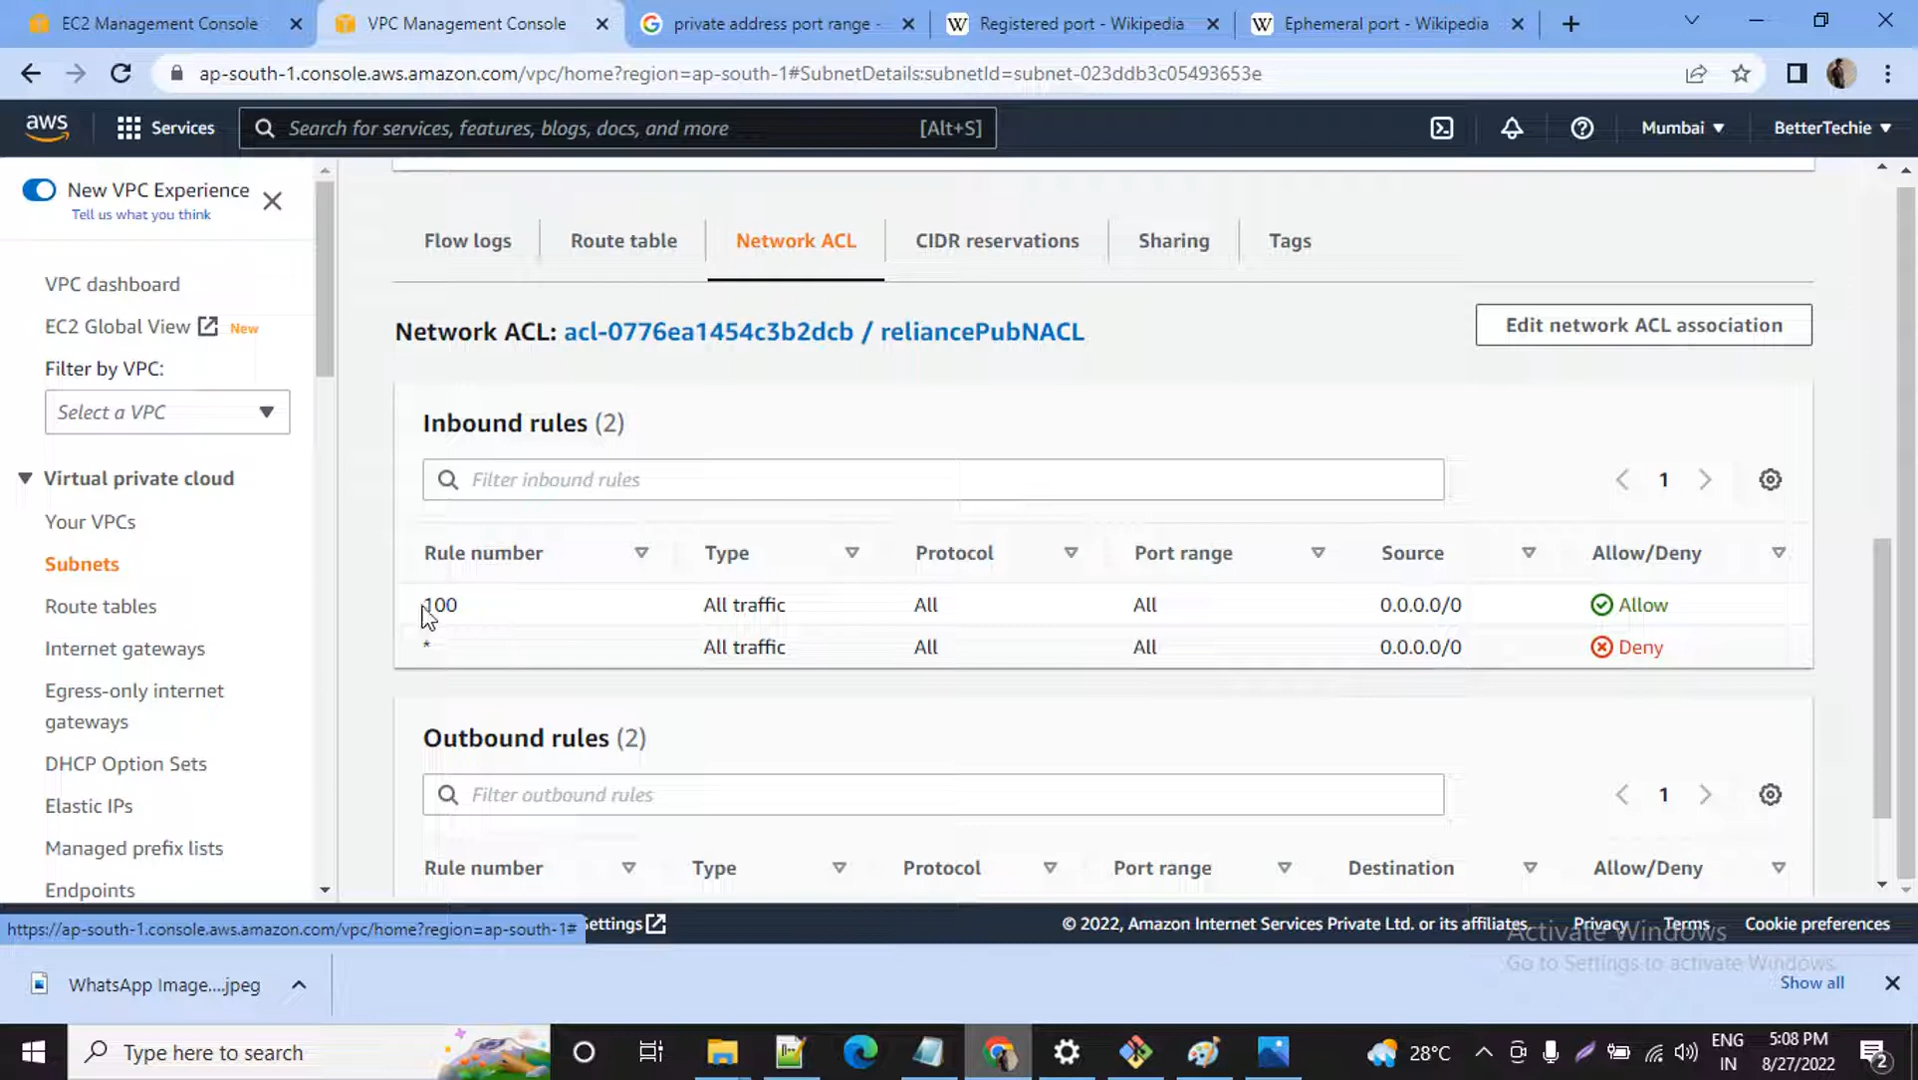 EC2 Management Console
VPC Management Console
private address port range -
Registered port - Wikipedia
Ephemeral port - Wikipedia
ap-south-1.console.aws.amazon.com/vpc/home?region=ap-south-1#SubnetDetails:subnetId=subnet-023ddb3c05493653e
aws
Services
Search for services, features, blogs, docs, and more
[Alt+S]
Mumbai
BetterTechie
New VPC Experience
Tell us what you think
VPC dashboard
EC2 Global View New
Filter by VPC:
Select a VPC
Virtual private cloud
Your VPCs
Subnets
Route tables
Internet gateways
Egress-only internet
gateways
DHCP Option Sets
Elastic IPs
Managed prefix lists
Endpoints
Flow logs Route table Network ACL CIDR reservations Sharing Tags
Network ACL: acl-0776ea1454c3b2dcb / reliancePubNACL
Edit network ACL association
Inbound rules (2)
Filter inbound rules
1
Rule number Type Protocol Port range Source Allow/Deny
100 All traffic All All 0.0.0.0/0 Allow
* All traffic All All 0.0.0.0/0 Deny
Outbound rules (2)
Filter outbound rules
1
Rule number Type Protocol Port range Destination Allow/Deny
https://ap-south-1.console.aws.amazon.com/vpc/home?region=ap-south-1#
ettings
© 2022, Amazon Internet Services Private Ltd. or its affiliates.
Privacy Terms Cookie preferences
Activate Windows
Go to Settings to activate Windows.
WhatsApp Image....jpeg
Show all
Type here to search
28°C
ENG
IN
5:08 PM
8/27/2022
2